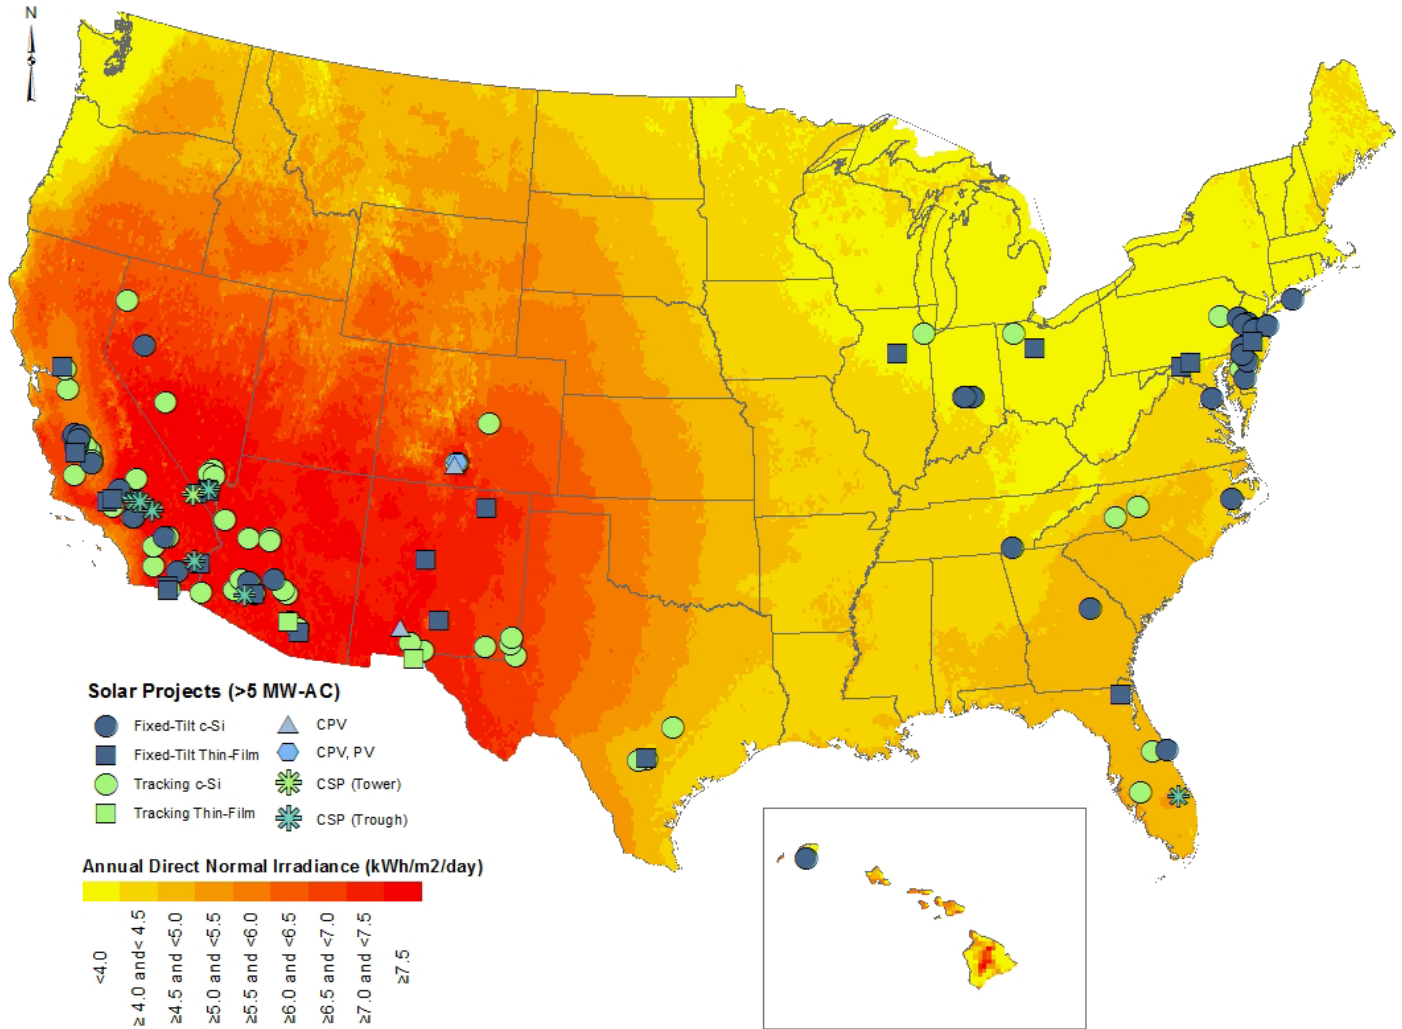 N
Solar Projects (>5 MW-AC)
Fixed-Tilt c-Si
CPV
Fixed-Tilt Thin-Film
CPV, PV
Tracking c-Si
CSP (Tower)
Tracking Thin-Film
CSP (Trough)
Annual Direct Normal Irradiance (kWh/m2/day)
<4.0
≥ 4.0 and< 4.5
≥4.5 and <5.0
≥5.0 and <5.5
≥5.5 and <6.0
≥6.0 and <6.5
≥6.5 and <7.0
≥7.0 and <7.5
≥7.5